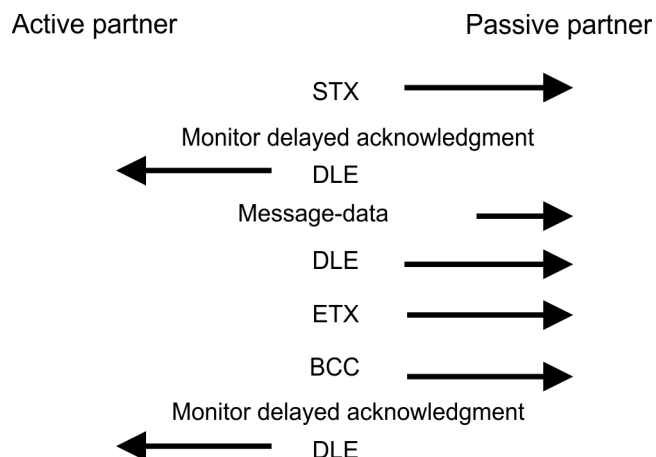 Active partner Passive partner
STX
Monitor delayed acknowledgment
DLE
Message-data
DLE
ETX
BCC
Monitor delayed acknowledgment
DLE